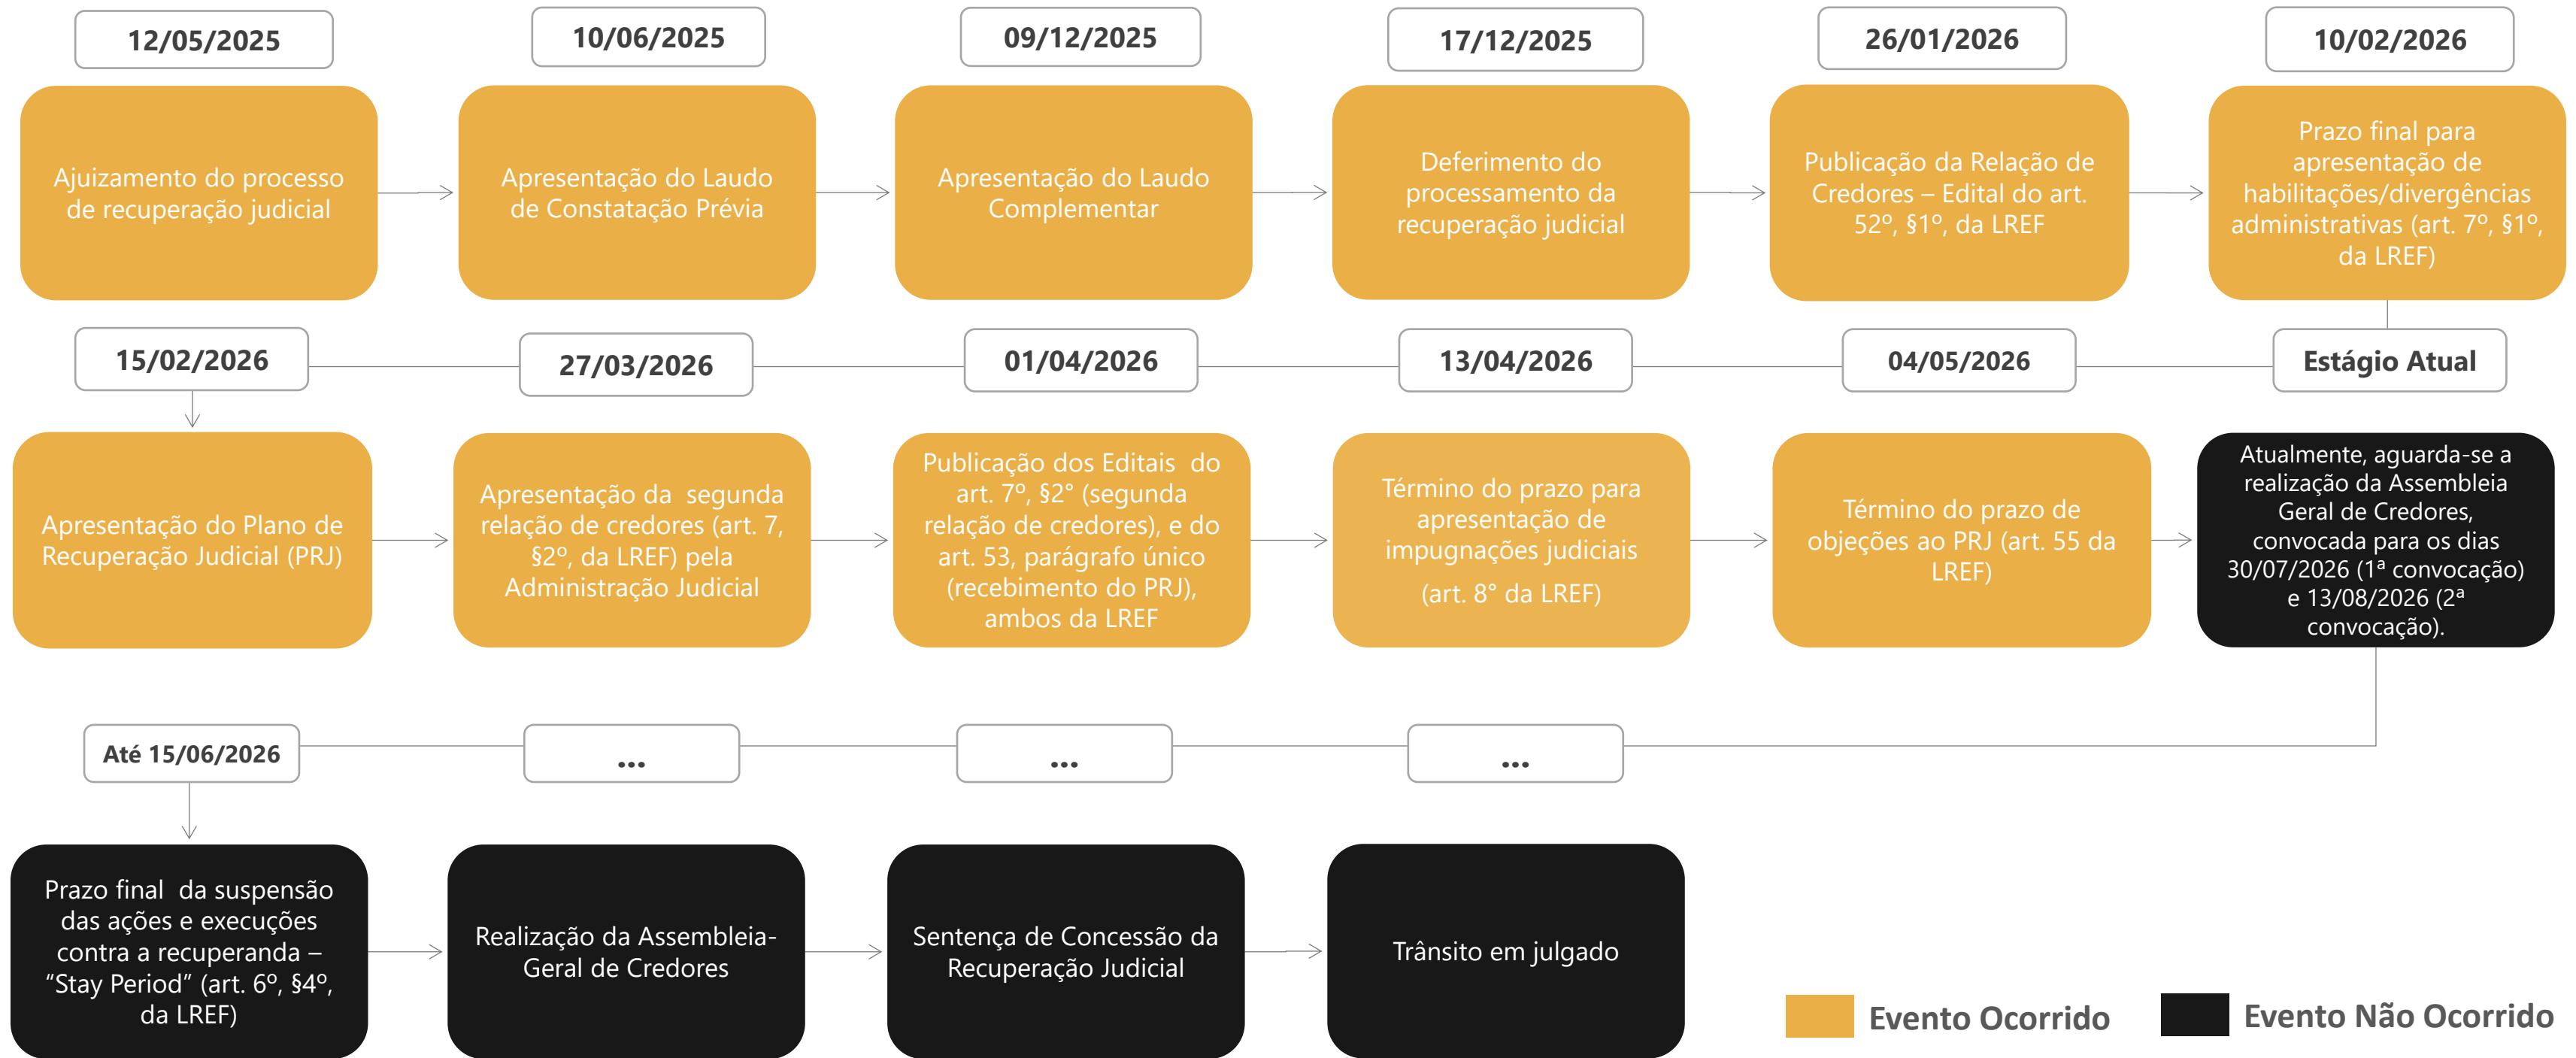 12/05/2025
10/06/2025
09/12/2025
17/12/2025
26/01/2026
10/02/2026
Ajuizamento do processo
de recuperação judicial
Apresentação do Laudo
de Constatação Prévia
Apresentação do Laudo
Complementar
Deferimento do
processamento da
recuperação judicial
Publicação da Relação de
Credores – Edital do art.
52º, §1º, da LREF
Prazo final para
apresentação de
habilitações/divergências
administrativas (art. 7º, §1º,
da LREF)
15/02/2026
27/03/2026
01/04/2026
13/04/2026
04/05/2026
Estágio Atual
Apresentação do Plano de
Recuperação Judicial (PRJ)
Apresentação da segunda
relação de credores (art. 7,
§2º, da LREF) pela
Administração Judicial
Publicação dos Editais do
art. 7º, §2° (segunda
relação de credores), e do
art. 53, parágrafo único
(recebimento do PRJ),
ambos da LREF
Término do prazo para
apresentação de
impugnações judiciais
(art. 8° da LREF)
Término do prazo de
objeções ao PRJ (art. 55 da
LREF)
Atualmente, aguarda-se a
realização da Assembleia
Geral de Credores,
convocada para os dias
30/07/2026 (1ª convocação)
e 13/08/2026 (2ª
convocação).
Até 15/06/2026
...
...
...
Prazo final da suspensão
das ações e execuções
contra a recuperanda –
“Stay Period” (art. 6º, §4º,
da LREF)
Realização da Assembleia-
Geral de Credores
Sentença de Concessão da
Recuperação Judicial
Trânsito em julgado
Evento Ocorrido
Evento Não Ocorrido